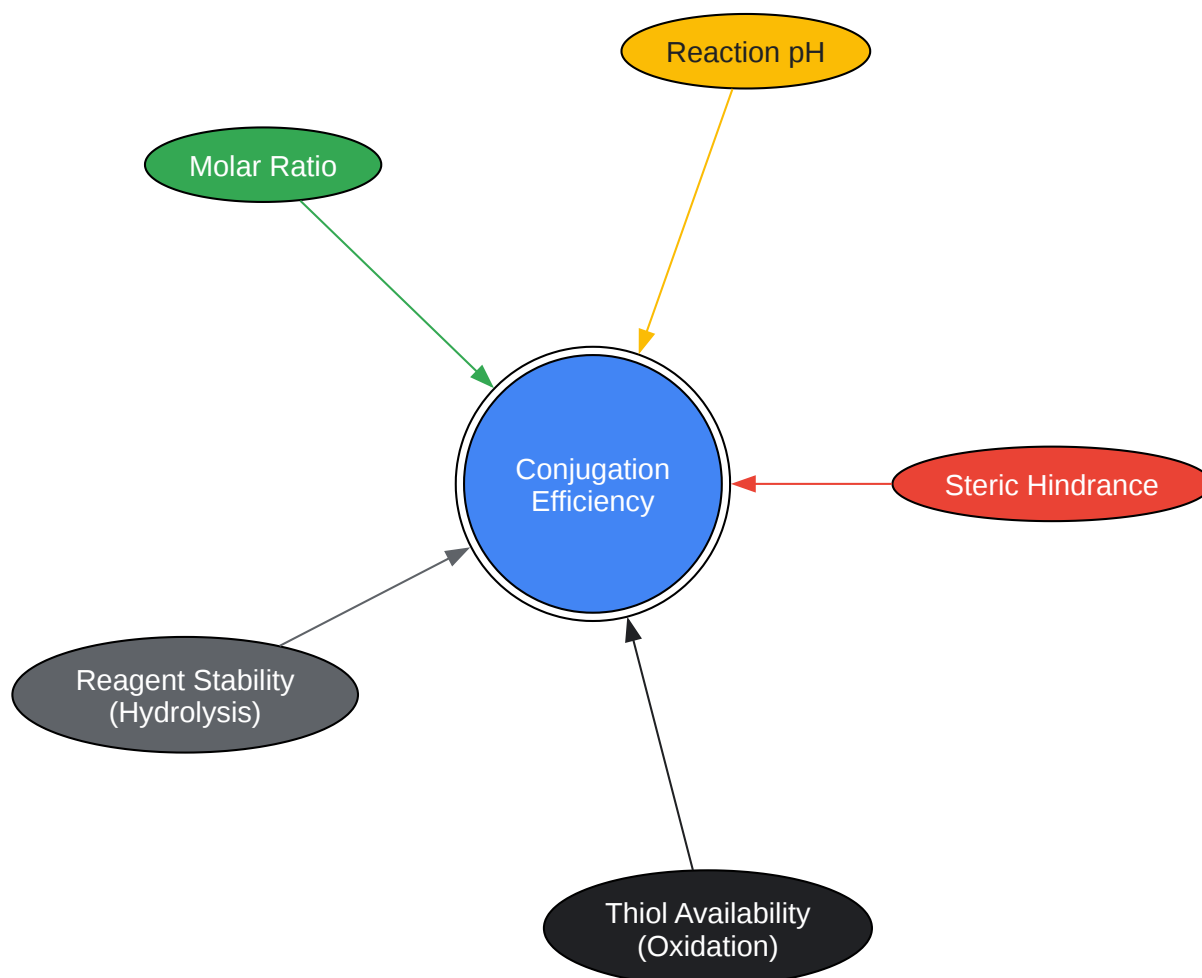 Reaction pH
Molar Ratio
Conjugation
Efficiency
Steric Hindrance
Reagent Stability
(Hydrolysis)
Thiol Availability
(Oxidation)